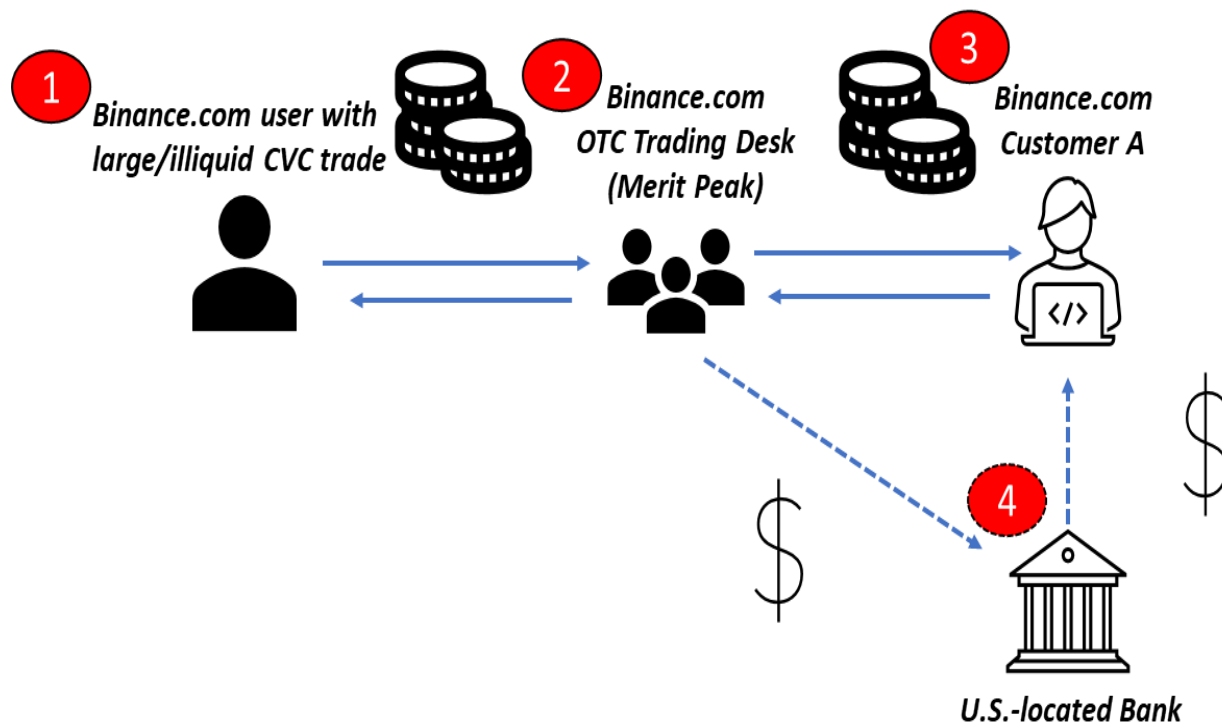 1
Binance.com user with
large/illiquid CVC trade
2
Binance.com
OTC Trading Desk
(Merit Peak)
3
Binance.com
Customer A
</>
$
4
$
U.S.-located Bank